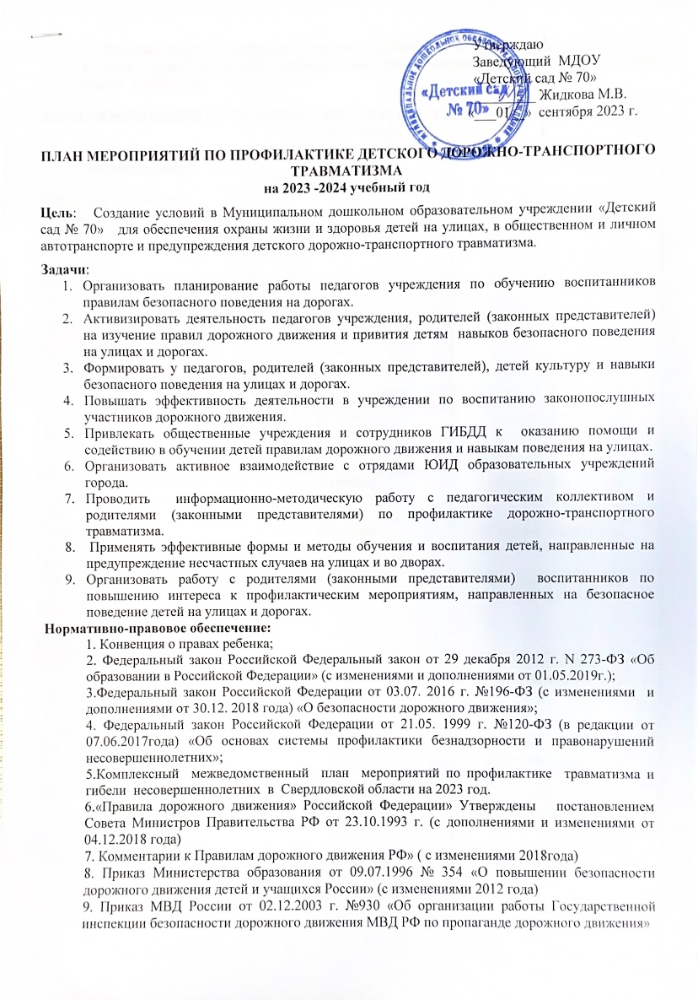 Утверждаю
Заведующий МДОУ
«Детский сад № 70»
Жидкова М.В.
«___01___» сентября 2023 г.
«Детский сад
№ 70»
ПЛАН МЕРОПРИЯТИЙ ПО ПРОФИЛАКТИКЕ ДЕТСКОГО ДОРОЖНО-ТРАНСПОРТНОГО
ТРАВМАТИЗМА
на 2023 -2024 учебный год
Цель: Создание условий в Муниципальном дошкольном образовательном учреждении «Детский
сад № 70» для обеспечения охраны жизни и здоровья детей на улицах, в общественном и личном
автотранспорте и предупреждения детского дорожно-транспортного травматизма.
Задачи:
1. Организовать планирование работы педагогов учреждения по обучению воспитанников
правилам безопасного поведения на дорогах.
2. Активизировать деятельность педагогов учреждения, родителей (законных представителей)
на изучение правил дорожного движения и привития детям навыков безопасного поведения
на улицах и дорогах.
3. Формировать у педагогов, родителей (законных представителей), детей культуру и навыки
безопасного поведения на улицах и дорогах.
4. Повышать эффективность деятельности в учреждении по воспитанию законопослушных
участников дорожного движения.
5. Привлекать общественные учреждения и сотрудников ГИБДД к оказанию помощи и
содействию в обучении детей правилам дорожного движения и навыкам поведения на улицах.
6. Организовать активное взаимодействие с отрядами ЮИД образовательных учреждений
города.
7. Проводить информационно-методическую работу с педагогическим коллективом и
родителями (законными представителями) по профилактике дорожно-транспортного
травматизма.
8. Применять эффективные формы и методы обучения и воспитания детей, направленные на
предупреждение несчастных случаев на улицах и во дворах.
9. Организовать работу с родителями (законными представителями) воспитанников по
повышению интереса к профилактическим мероприятиям, направленных на безопасное
поведение детей на улицах и дорогах.
Нормативно-правовое обеспечение:
1. Конвенция о правах ребенка;
2. Федеральный закон Российской Федеральный закон от 29 декабря 2012 г. N 273-ФЗ «Об
образовании в Российской Федерации» (с изменениями и дополнениями от 01.05.2019г.);
3.Федеральный закон Российской Федерации от 03.07. 2016 г. №196-ФЗ (с изменениями и
дополнениями от 30.12. 2018 года) «О безопасности дорожного движения»;
4. Федеральный закон Российской Федерации от 21.05. 1999 г. №120-ФЗ (в редакции от
07.06.2017года) «Об основах системы профилактики безнадзорности и правонарушений
несовершеннолетних»;
5.Комплексный межведомственный план мероприятий по профилактике травматизма и
гибели несовершеннолетних в Свердловской области на 2023 год.
6.«Правила дорожного движения» Российской Федерации» Утверждены постановлением
Совета Министров Правительства РФ от 23.10.1993 г. (с дополнениями и изменениями от
04.12.2018 года)
7. Комментарии к Правилам дорожного движения РФ» ( с изменениями 2018года)
8. Приказ Министерства образования от 09.07.1996 № 354 «О повышении безопасности
дорожного движения детей и учащихся России» (с изменениями 2012 года)
9. Приказ МВД России от 02.12.2003 г. №930 «Об организации работы Государственной
инспекции безопасности дорожного движения МВД РФ по пропаганде дорожного движения»